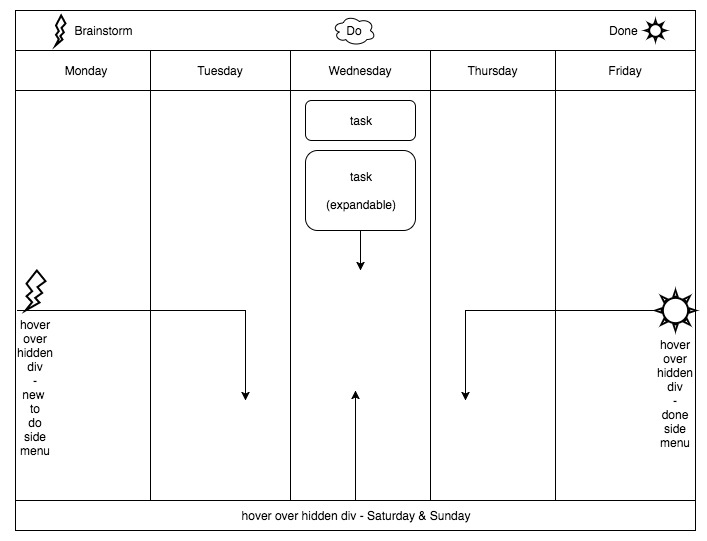 Brainstorm
Do
Done
Monday
Tuesday
Wednesday
Thursday
Friday
task
task
(expandable)
hover
over
hidden
div
-
new
to
do
side
menu
hover
over
hidden
div
-
done
side
menu
hover over hidden div - Saturday & Sunday